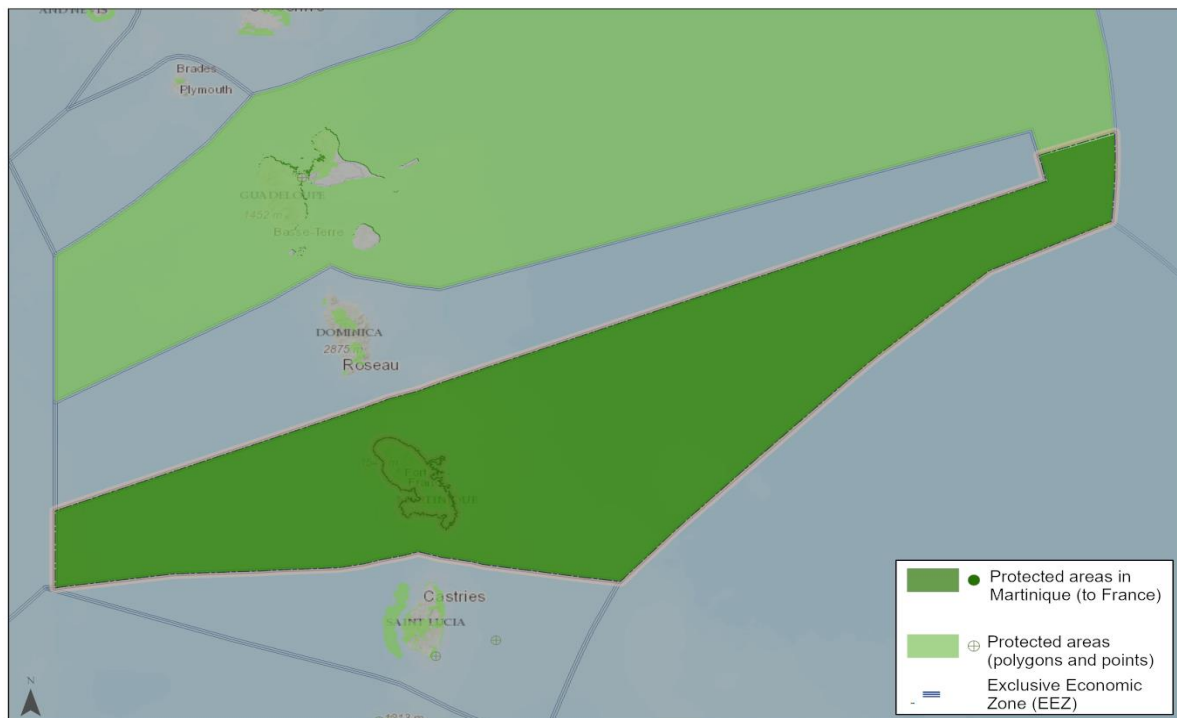 Brades
Plymouth
GUADELOUPE
1452 m
Basse-Terre
DOMINICA
2875 m
Roseau
Castries
SAINT LUCIA
N
Protected areas in
Martinique (to France)
Protected areas
(polygons and points)
Exclusive Economic
Zone (EEZ)